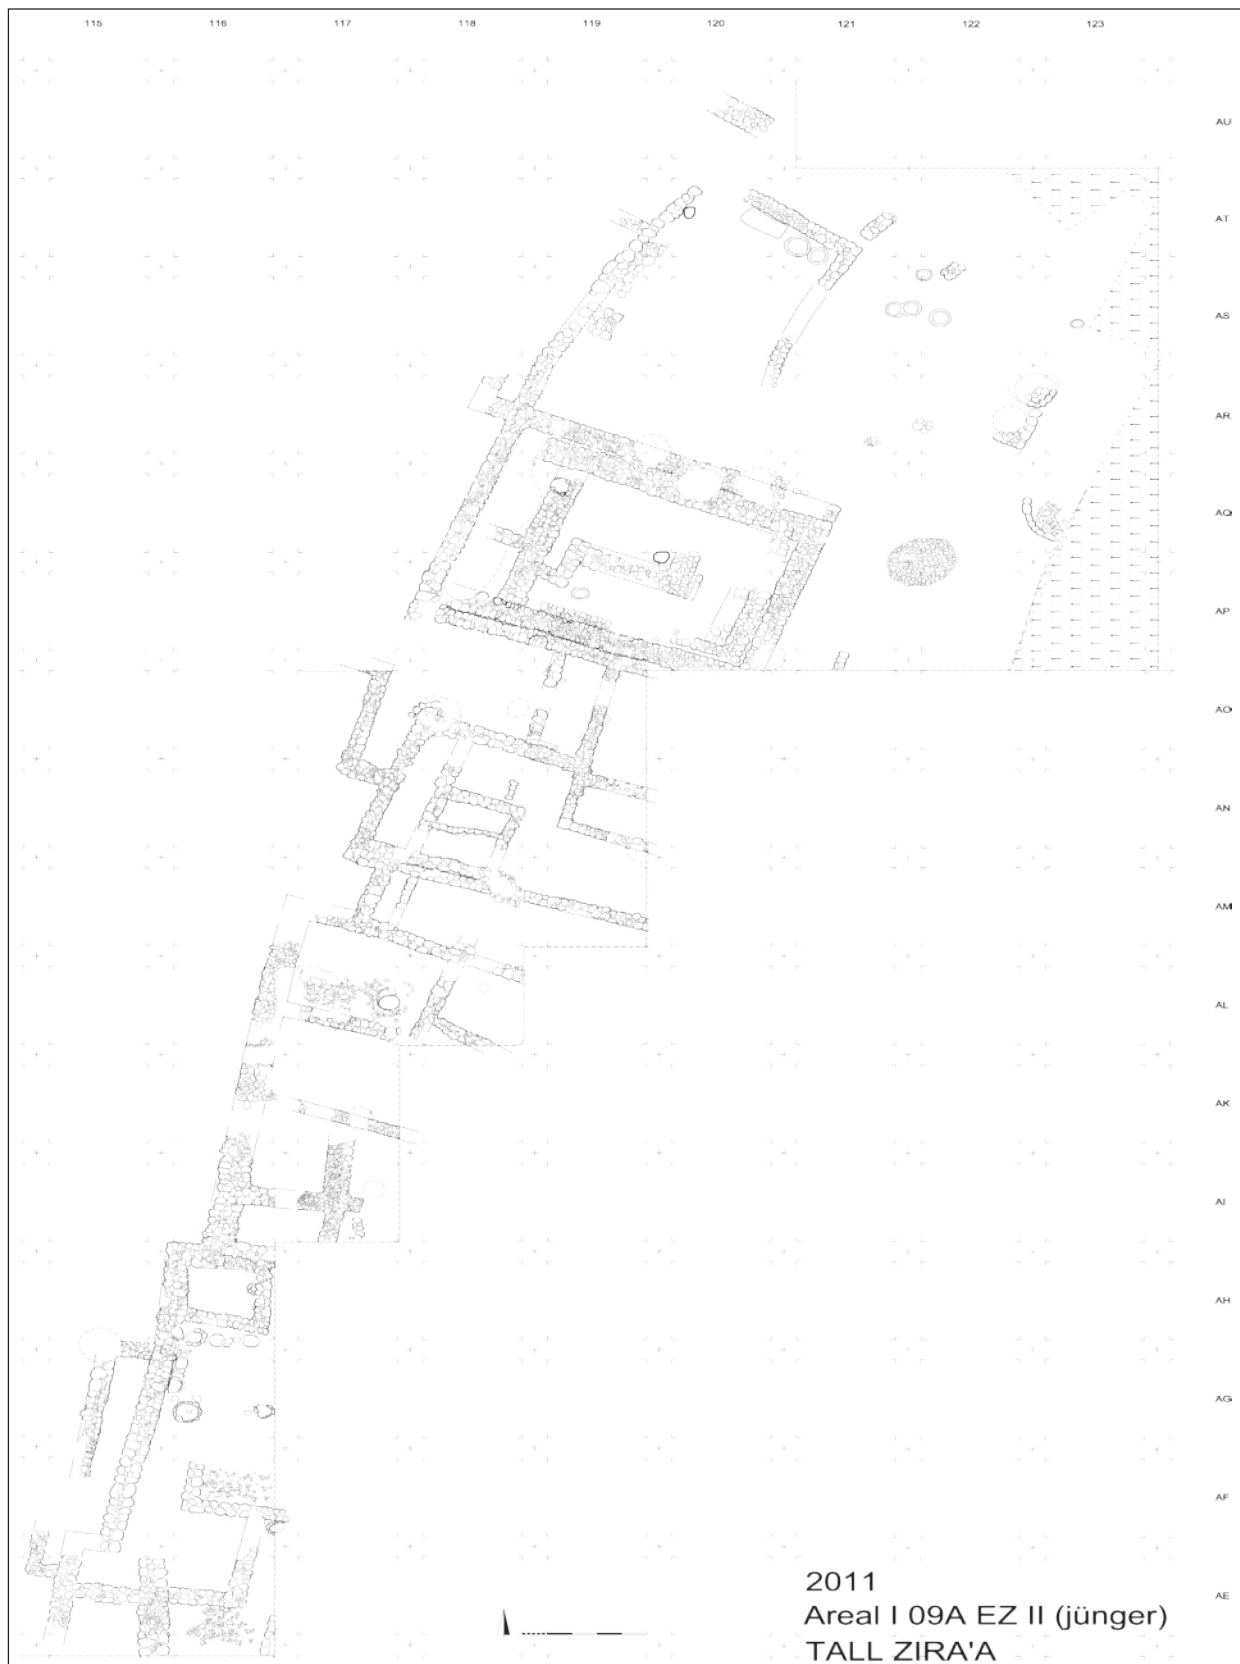 115 116 117 118 119 120 121 122 123
AU
AT
AS
AR
AQ
AP
AO
AN
AM
AL
AK
AI
AH
AG
AF
AE
2011
Areal I 09A EZ II (jünger)
TALL ZIRA'A